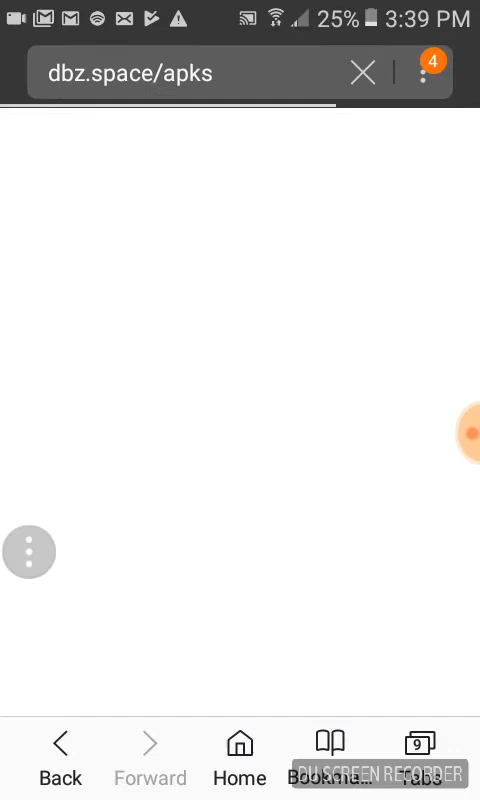 25% 3:39 PM
dbz.space/apks
4
9
Back Forward Home Bookma... Tabs
DU SCREEN RECORDER